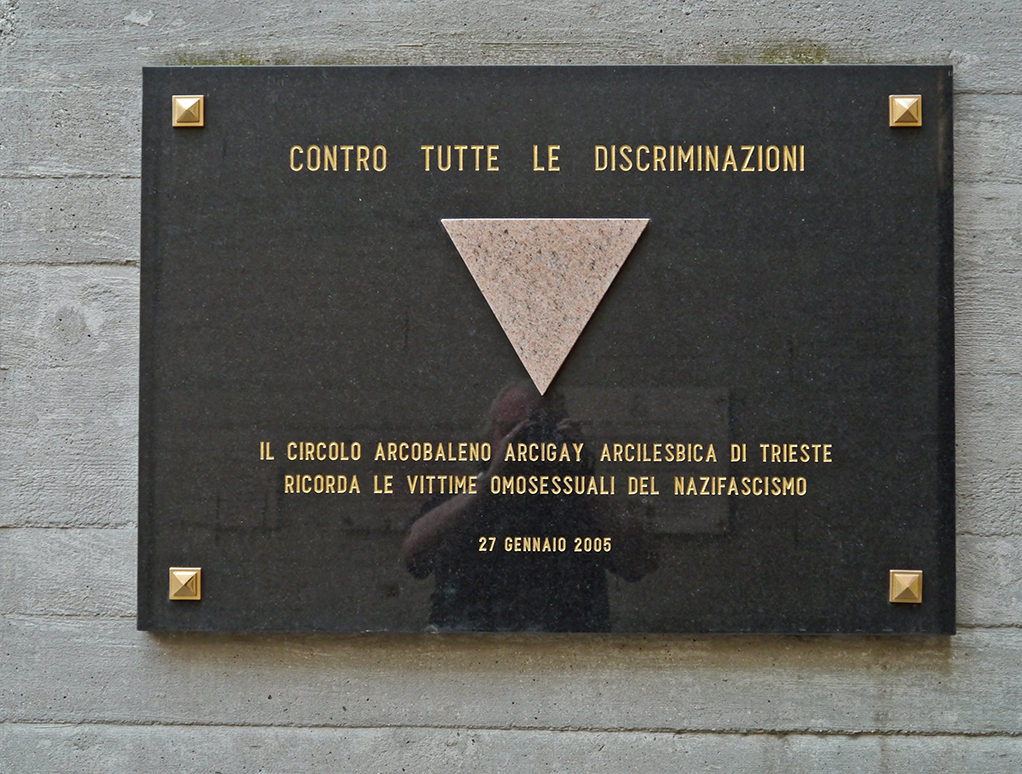 CONTRO TUTTE LE DISCRIMINAZIONI
IL CIRCOLO ARCOBALENO ARCIGAY ARCILESBICA DI TRIESTE
RICORDA LE VITTIME OMOSESSUALI DEL NAZIFASCISMO
27 GENNAIO 2005